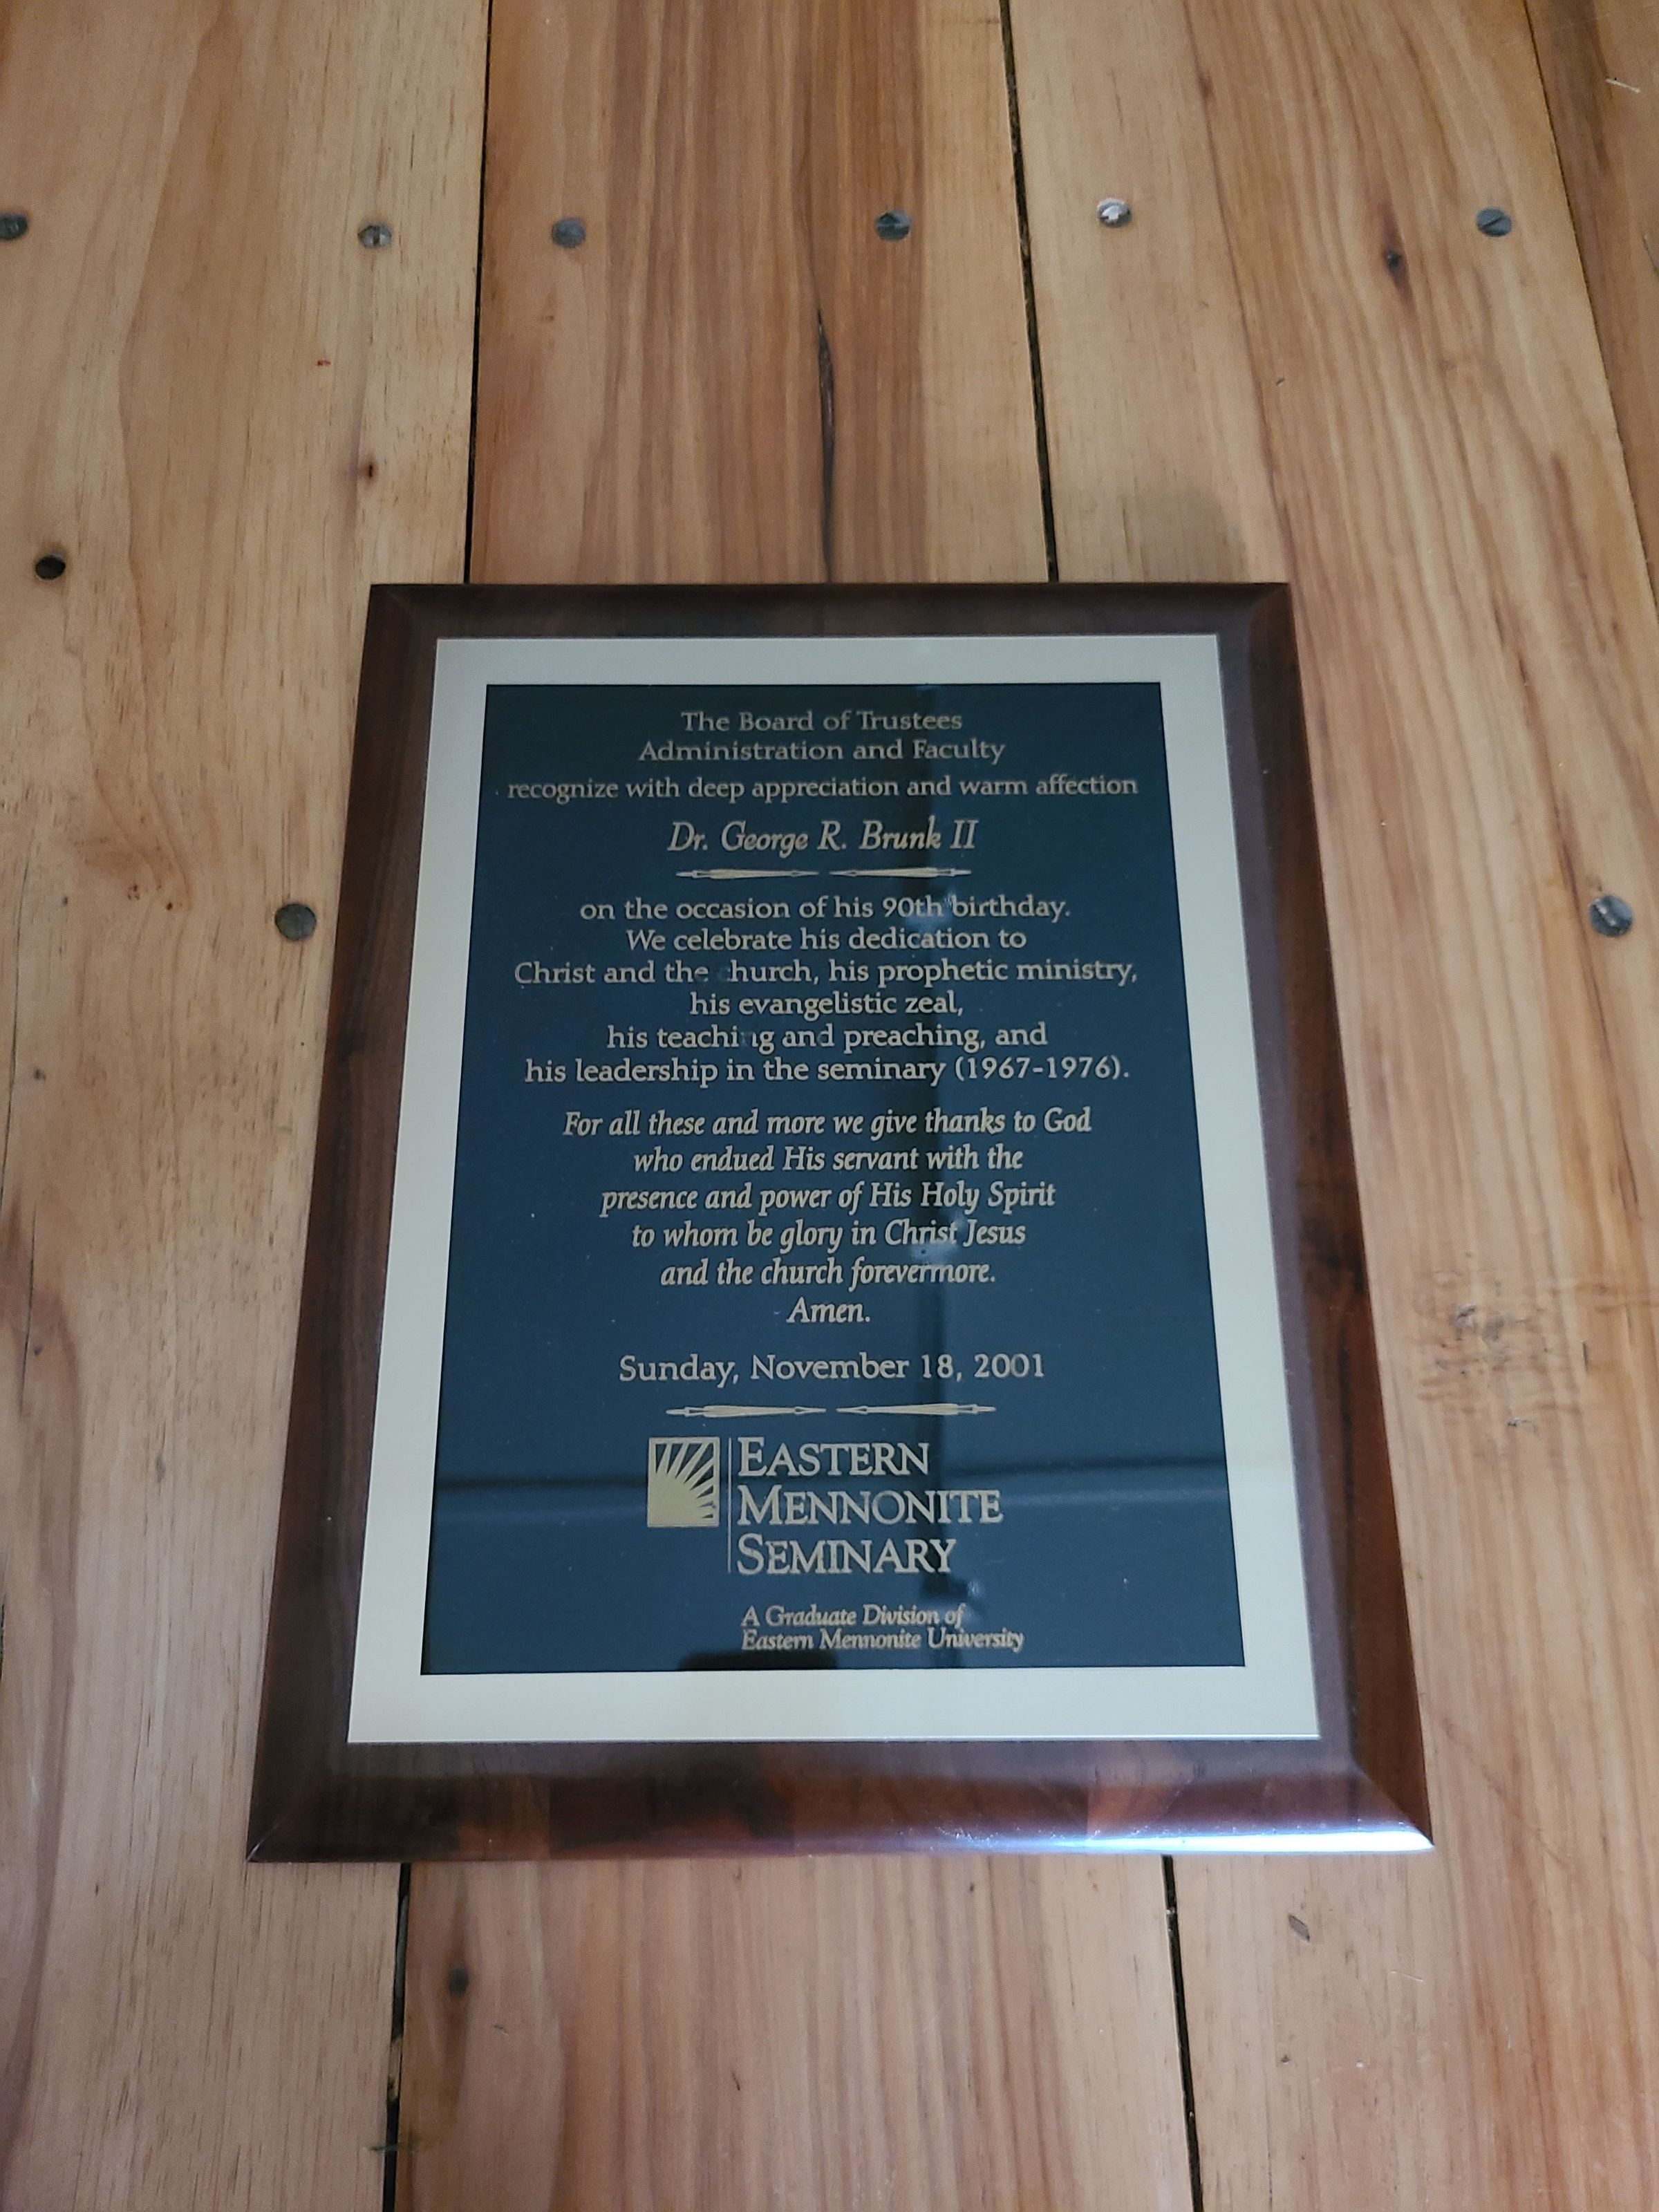 The Board of Trustees
Administration and Faculty
recognize with deep appreciation and warm affection
Dr. George R. Brunk II
on the occasion of his 90th birthday.
We celebrate his dedication to
Christ and the church, his prophetic ministry,
his evangelistic zeal,
his teaching and preaching, and
his leadership in the seminary (1967-1976).
For all these and more we give thanks to God
who endued His servant with the
presence and power of His Holy Spirit
to whom be glory in Christ Jesus
and the church forevermore.
Amen.
Sunday, November 18, 2001
EASTERN
MENNONITE
SEMINARY
A Graduate Division of
Eastern Mennonite University